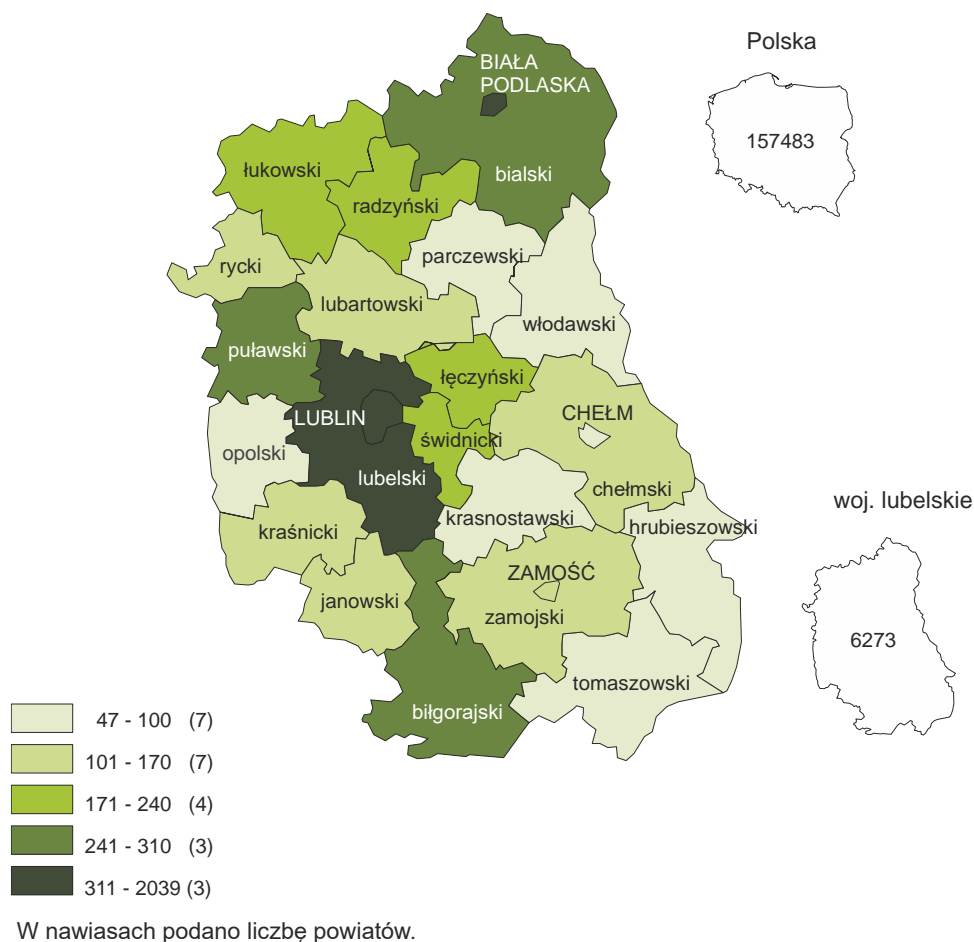 Polska
157483
BIAŁA
PODLASKA
bialski
łukowski
radzyński
parczewski
rycki
lubartowski
włodawski
puławski
łęczyński
LUBLIN
CHEŁM
świdnicki
opolski
lubelski
chełmski
krasnostawski
hrubieszowski
kraśnicki
ZAMOŚĆ
janowski
zamojski
tomaszowski
biłgorajski
woj. lubelskie
6273
47 - 100 (7)
101 - 170 (7)
171 - 240 (4)
241 - 310 (3)
311 - 2039 (3)
W nawiasach podano liczbę powiatów.